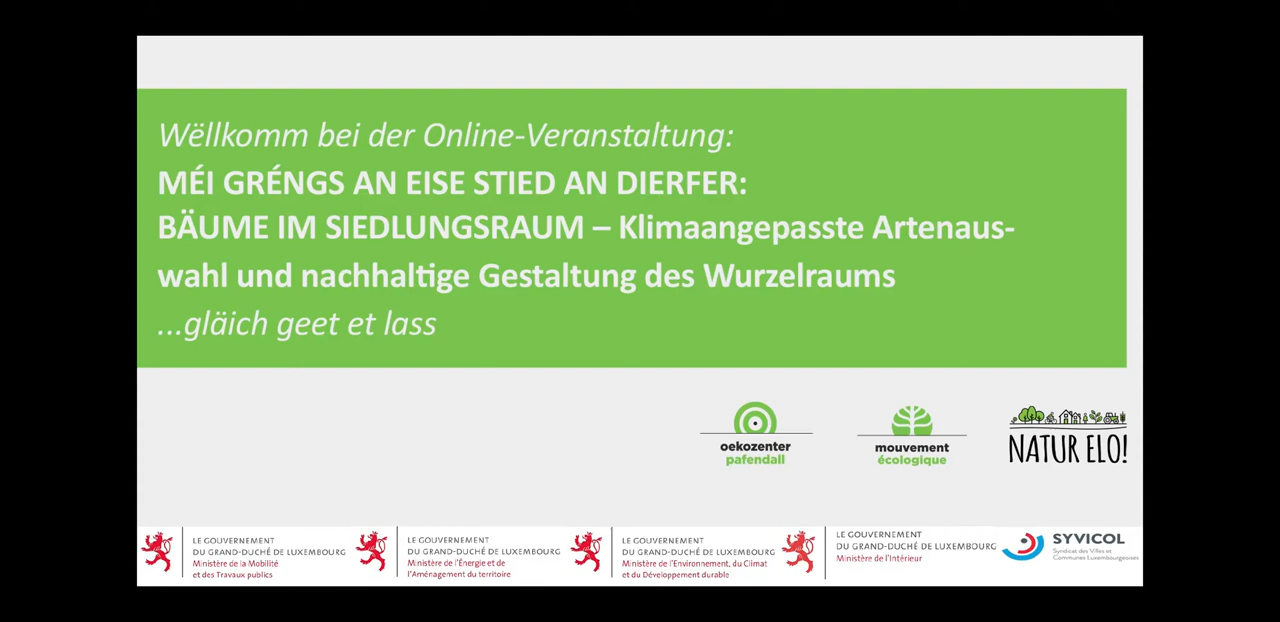 Wëllkomm bei der Online-Veranstaltung:
MÉI GRÉNGS AN EISE STIED AN DIERFER:
BÄUME IM SIEDLUNGSRAUM – Klimaangepasste Artenaus-
wahl und nachhaltige Gestaltung des Wurzelraums
...gläich geet et lass
oekozenter
pafendall
mouvement
écologique
NATUR ELO!
LE GOUVERNEMENT
DU GRAND-DUCHÉ DE LUXEMBOURG
Ministère de la Mobilité
et des Travaux publics
LE GOUVERNEMENT
DU GRAND-DUCHÉ DE LUXEMBOURG
Ministère de l'Énergie et de
l'Aménagement du territoire
LE GOUVERNEMENT
DU GRAND-DUCHÉ DE LUXEMBOURG
Ministère de l'Environnement, du Climat
et du Développement durable
LE GOUVERNEMENT
DU GRAND-DUCHÉ DE LUXEMBOURG
Ministère de l'Intérieur
SYVICOL
Syndicat des Villes et
Communes Luxembourgeoises